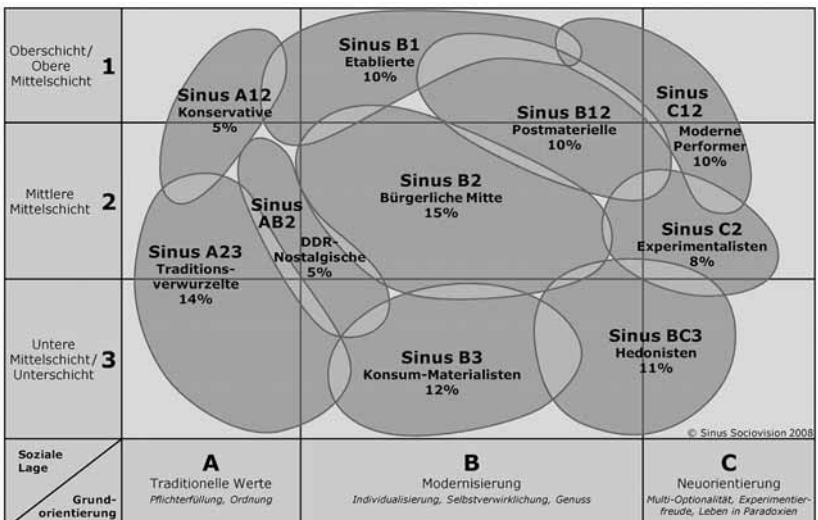 Oberschicht/
Obere
Mittelschicht
1
Sinus B1
Etablierte
10%
Sinus A12
Konservative
5%
Sinus B12
Postmaterielle
10%
Sinus
C12
Moderne
Performer
10%
Mittlere
Mittelschicht
2
Sinus
AB2
DDR-
Nostalgische
5%
Sinus B2
Bürgerliche Mitte
15%
Sinus C2
Experimentalisten
8%
Sinus A23
Traditions-
verwurzelte
14%
Untere
Mittelschicht/
Unterschicht
3
Sinus B3
Konsum-Materialisten
12%
Sinus BC3
Hedonisten
11%
© Sinus Sociovision 2008
Soziale
Lage
Grund-
orientierung
A
Traditionelle Werte
Pflichterfüllung, Ordnung
B
Modernisierung
Individualisierung, Selbstverwirklichung, Genuss
C
Neuorientierung
Multi-Optionalität, Experimentier-
freude, Leben in Paradoxien